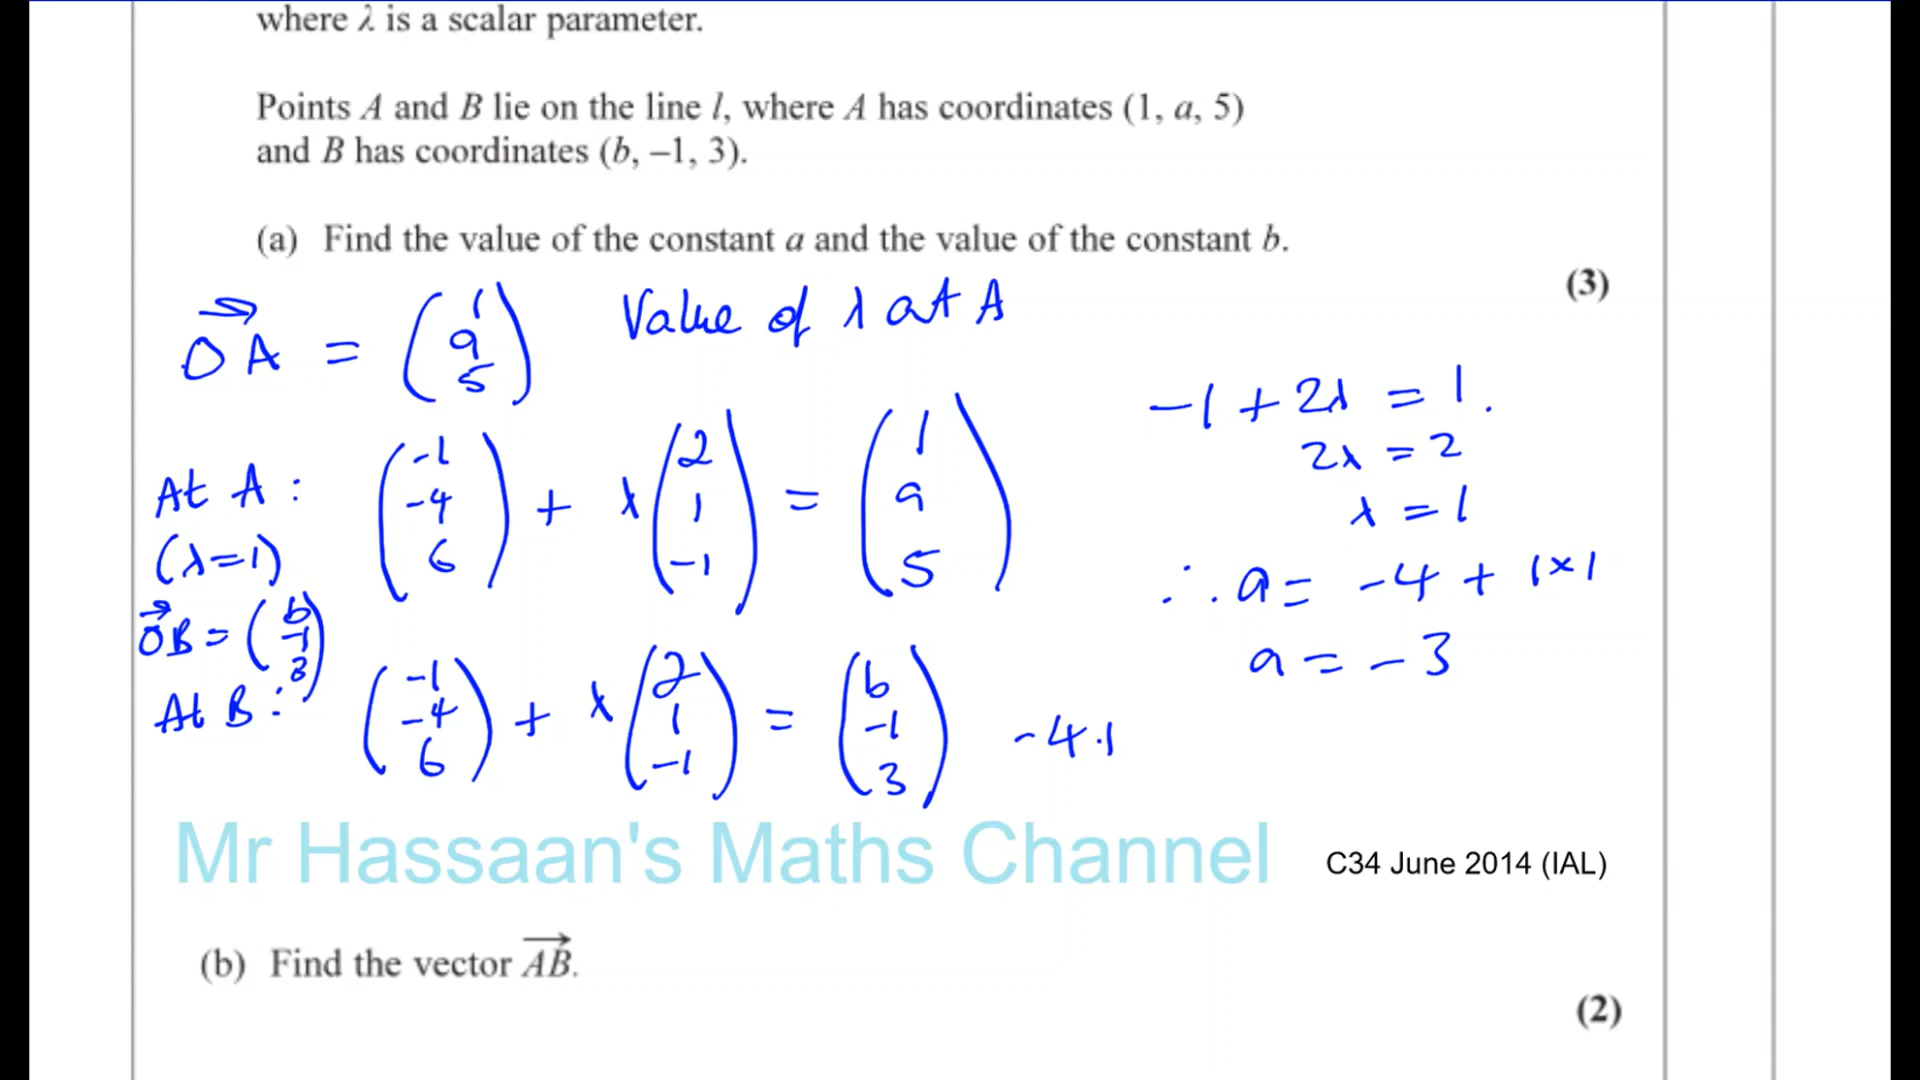 where λ is a scalar parameter.
Points A and B lie on the line l, where A has coordinates (1, a, 5)
and B has coordinates (b, –1, 3).
(a) Find the value of the constant a and the value of the constant b.
(3)
OA = (1 a 5) Value of λ at A
-1 + 2λ = 1.
2λ = 2
λ = 1
At A: (-1 -4 6) + λ (2 1 -1) = (1 a 5)
(λ=1)
∴ a = -4 + 1×1
a = -3
OB = (b -1 3)
At B: (-1 -4 6) + λ (2 1 -1) = (b -1 3) -4.1
Mr Hassaan's Maths Channel
C34 June 2014 (IAL)
(b) Find the vector AB.
(2)